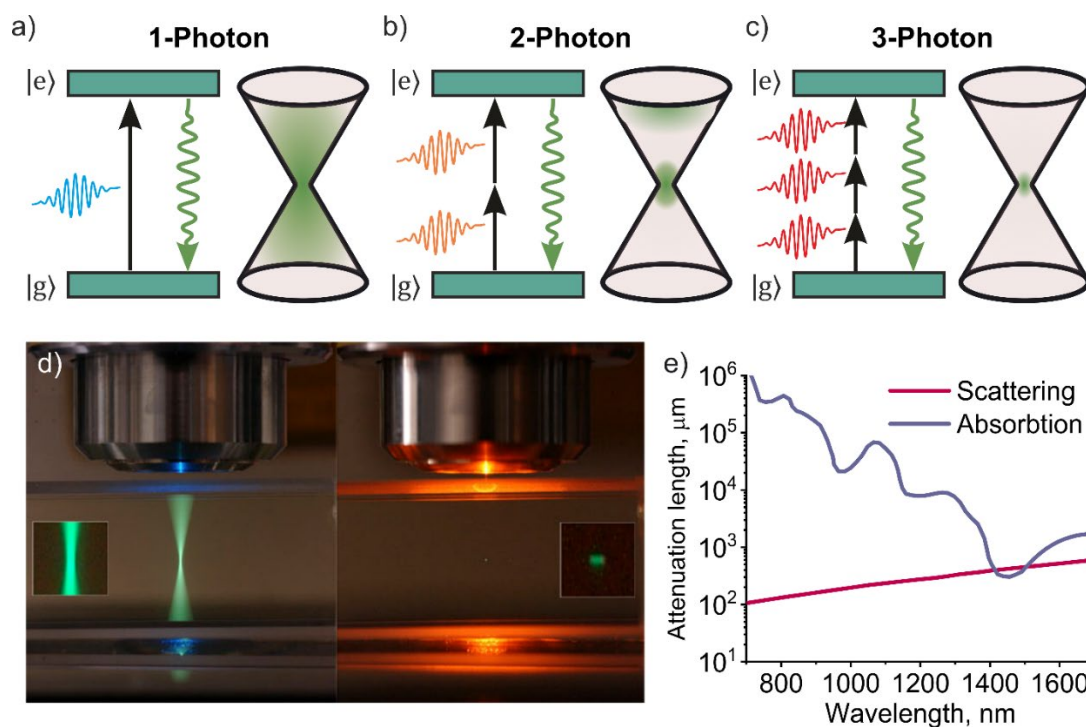 a)
1-Photon
|e⟩
|g⟩
b)
2-Photon
|e⟩
|g⟩
c)
3-Photon
|e⟩
|g⟩
d)
e)
Scattering
Absorbtion
Attenuation length, μm
10⁶
10⁵
10⁴
10³
10²
10¹
800 1000 1200 1400 1600
Wavelength, nm